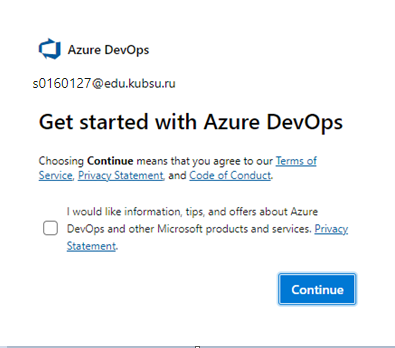 Azure DevOps
s0160127@edu.kubsu.ru
Get started with Azure DevOps
Choosing Continue means that you agree to our Terms of
Service, Privacy Statement, and Code of Conduct.
I would like information, tips, and offers about Azure
DevOps and other Microsoft products and services. Privacy
Statement.
Continue